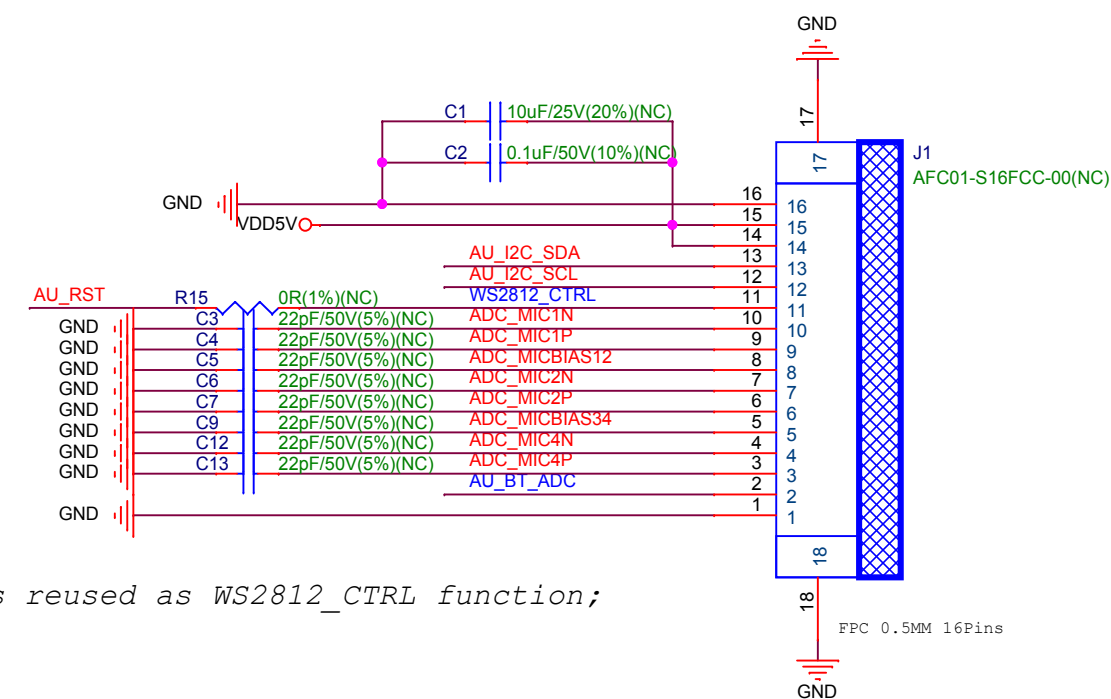 GND
17
C1 10uF/25V(20%)(NC)
17
J1
C2 0.1uF/50V(10%)(NC)
AFC01-S16FCC-00(NC)
GND
16
16
VDD5V
15
15
14
14
AU_I2C_SDA
13
13
AU_I2C_SCL
12
12
AU_RST R15 0R(1%)(NC) WS2812_CTRL
11
11
GND C3 22pF/50V(5%)(NC) ADC_MIC1N
10
10
GND C4 22pF/50V(5%)(NC) ADC_MIC1P
9
9
GND C5 22pF/50V(5%)(NC) ADC_MICBIAS12
8
8
GND C6 22pF/50V(5%)(NC) ADC_MIC2N
7
7
GND C7 22pF/50V(5%)(NC) ADC_MIC2P
6
6
GND C9 22pF/50V(5%)(NC) ADC_MICBIAS34
5
5
GND C12 22pF/50V(5%)(NC) ADC_MIC4N
4
4
GND C13 22pF/50V(5%)(NC) ADC_MIC4P
3
3
AU_BT_ADC
2
2
GND
1
1
18
s reused as WS2812_CTRL function;
18
FPC 0.5MM 16Pins
GND